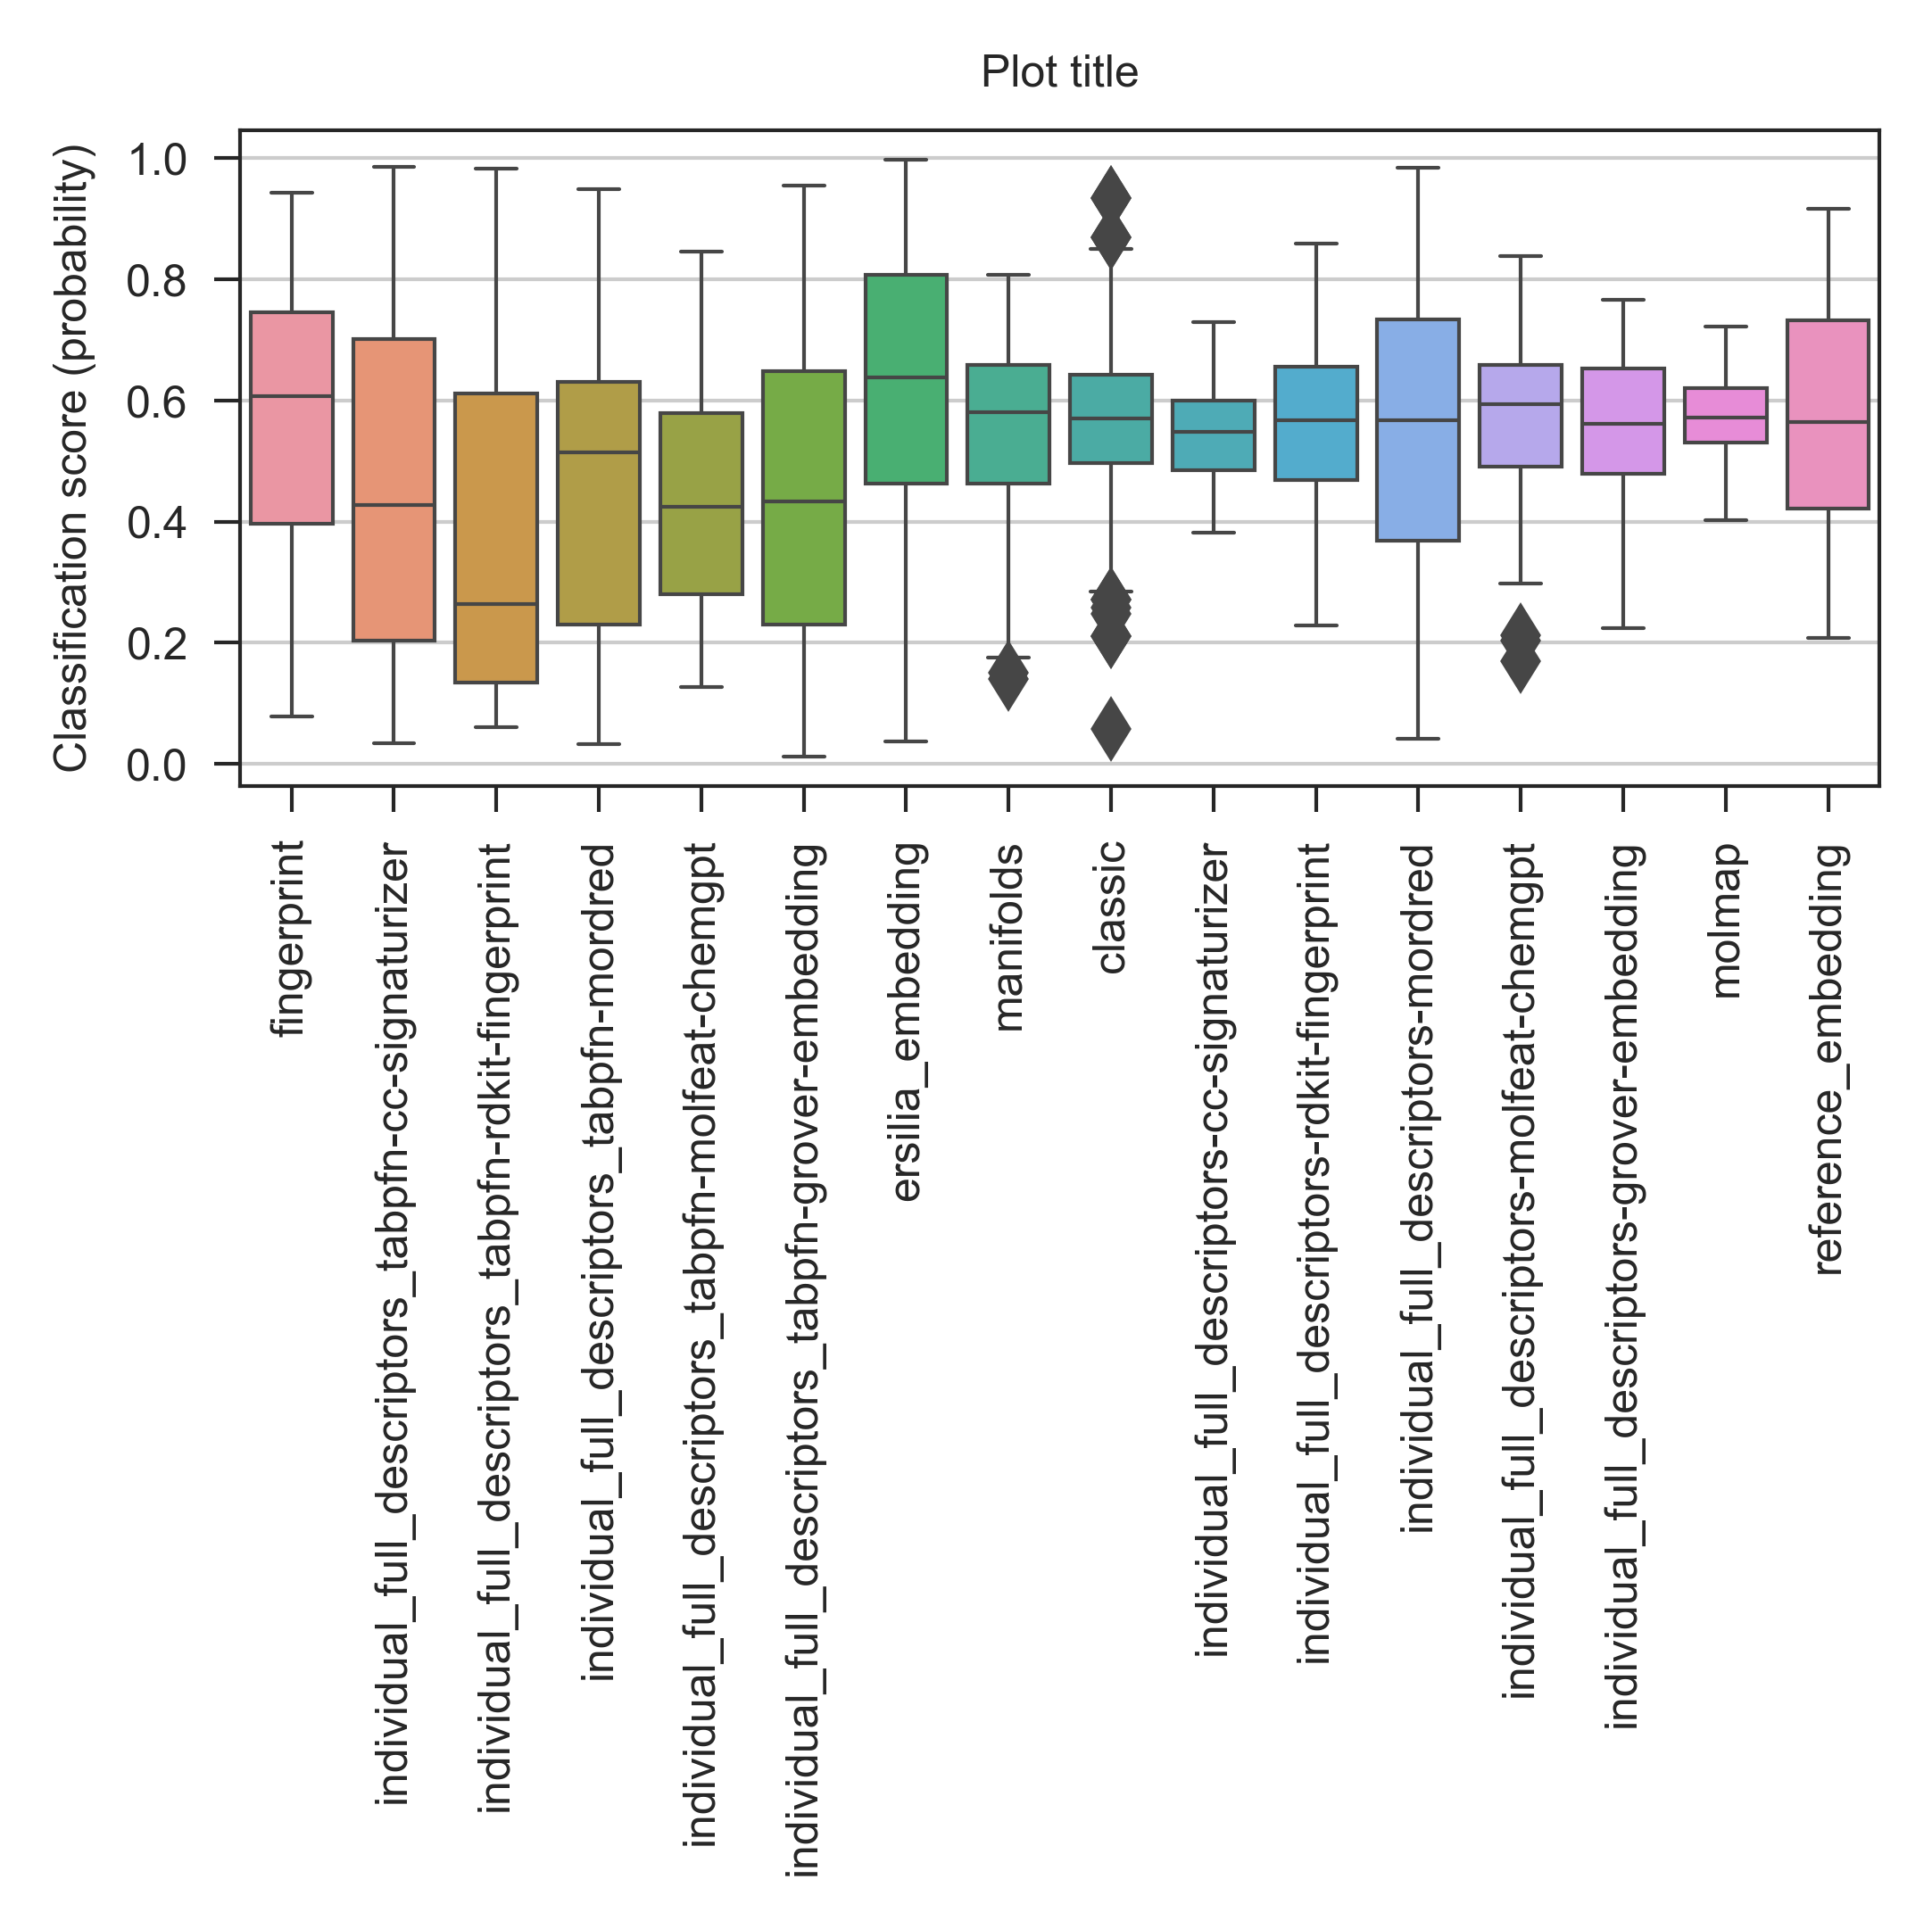 Plot title
Classification score (probability)
1.0
0.8
0.6
0.4
0.2
0.0
fingerprint
individual_full_descriptors_tabpfn-cc-signaturizer
individual_full_descriptors_tabpfn-rdkit-fingerprint
individual_full_descriptors_tabpfn-mordred
individual_full_descriptors_tabpfn-molfeat-chemgpt
individual_full_descriptors_tabpfn-grover-embedding
ersilia_embedding
manifolds
classic
individual_full_descriptors-cc-signaturizer
individual_full_descriptors-rdkit-fingerprint
individual_full_descriptors-mordred
individual_full_descriptors-molfeat-chemgpt
individual_full_descriptors-grover-embedding
molmap
reference_embedding